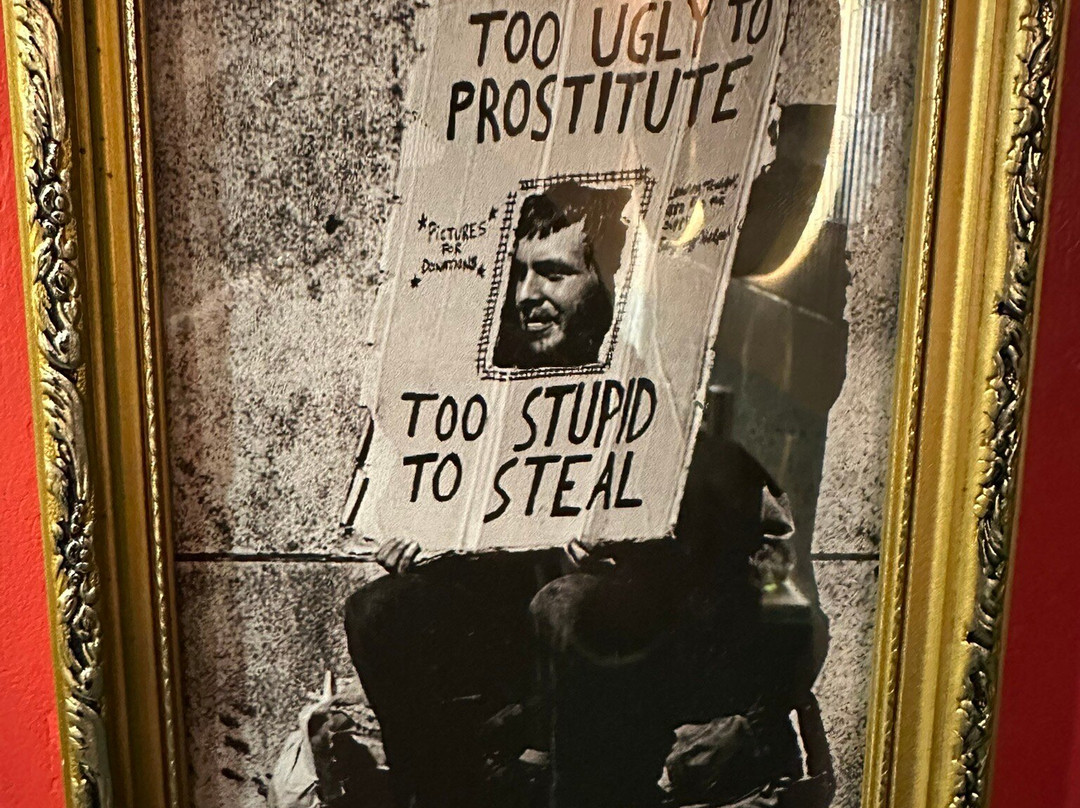 TOO UGLY TO
PROSTITUTE
*PICTURES*
FOR
*DONATIONS*
TOO STUPID
TO STEAL